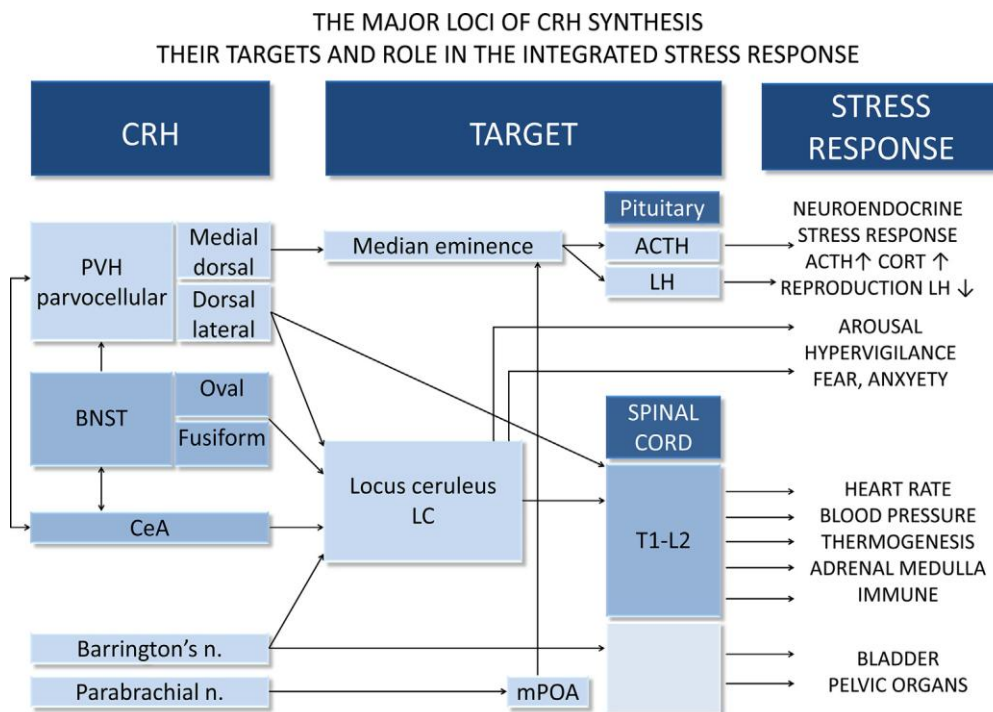 THE MAJOR LOCI OF CRH SYNTHESIS
THEIR TARGETS AND ROLE IN THE INTEGRATED STRESS RESPONSE
CRH
TARGET
STRESS
RESPONSE
PVH
parvocellular
Medial
dorsal
Dorsal
lateral
Median eminence
Pituitary
ACTH
LH
NEUROENDOCRINE
STRESS RESPONSE
ACTH↑ CORT ↑
REPRODUCTION LH ↓
AROUSAL
HYPERVIGILANCE
FEAR, ANXYETY
BNST
Oval
Fusiform
CeA
Locus ceruleus
LC
SPINAL
CORD
T1-L2
HEART RATE
BLOOD PRESSURE
THERMOGENESIS
ADRENAL MEDULLA
IMMUNE
Barrington's n.
Parabrachial n.
mPOA
BLADDER
PELVIC ORGANS